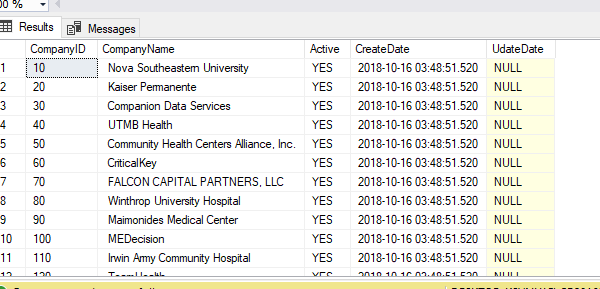 00 %
Results Messages
CompanyID CompanyName Active CreateDate UdateDate
1 10 Nova Southeastern University YES 2018-10-16 03:48:51.520 NULL
2 20 Kaiser Permanente YES 2018-10-16 03:48:51.520 NULL
3 30 Companion Data Services YES 2018-10-16 03:48:51.520 NULL
4 40 UTMB Health YES 2018-10-16 03:48:51.520 NULL
5 50 Community Health Centers Alliance, Inc. YES 2018-10-16 03:48:51.520 NULL
6 60 CriticalKey YES 2018-10-16 03:48:51.520 NULL
7 70 FALCON CAPITAL PARTNERS, LLC YES 2018-10-16 03:48:51.520 NULL
8 80 Winthrop University Hospital YES 2018-10-16 03:48:51.520 NULL
9 90 Maimonides Medical Center YES 2018-10-16 03:48:51.520 NULL
10 100 MEDecision YES 2018-10-16 03:48:51.520 NULL
11 110 Irwin Army Community Hospital YES 2018-10-16 03:48:51.520 NULL